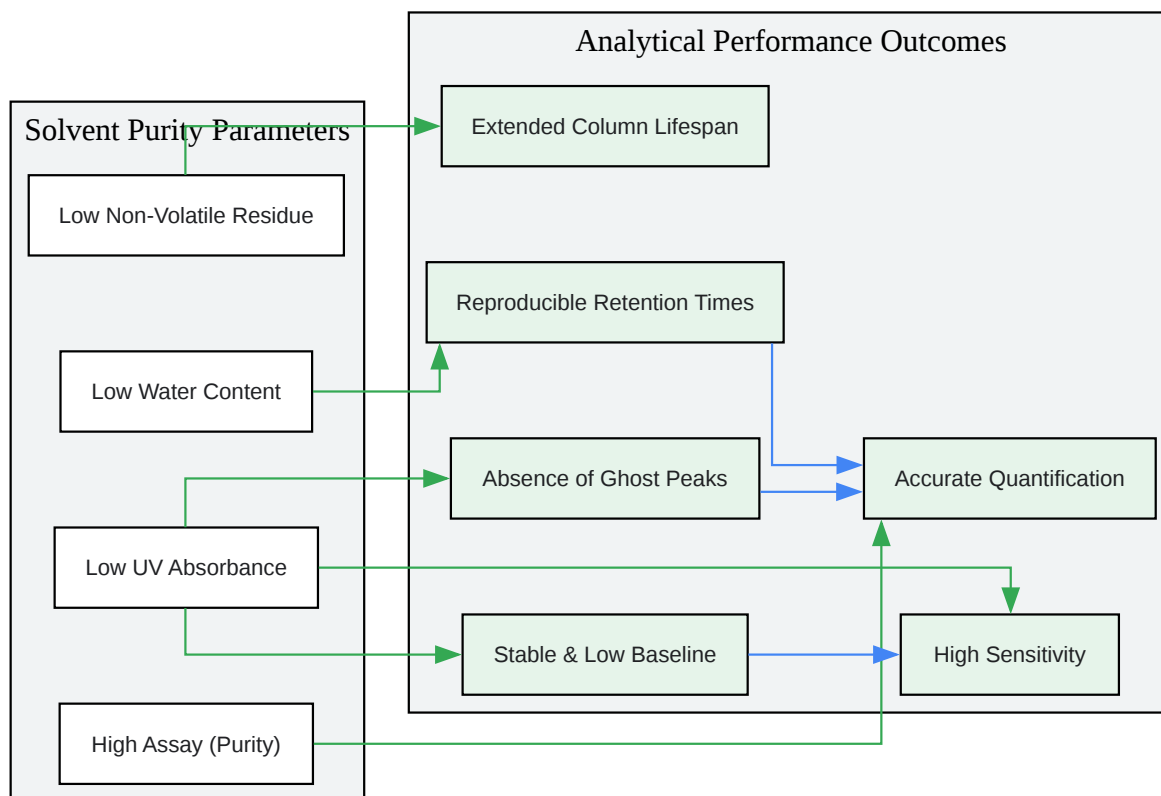 Analytical Performance Outcomes
Solvent Purity Parameters
Extended Column Lifespan
Low Non-Volatile Residue
Reproducible Retention Times
Low Water Content
Absence of Ghost Peaks
Accurate Quantification
Low UV Absorbance
Stable & Low Baseline
High Sensitivity
High Assay (Purity)